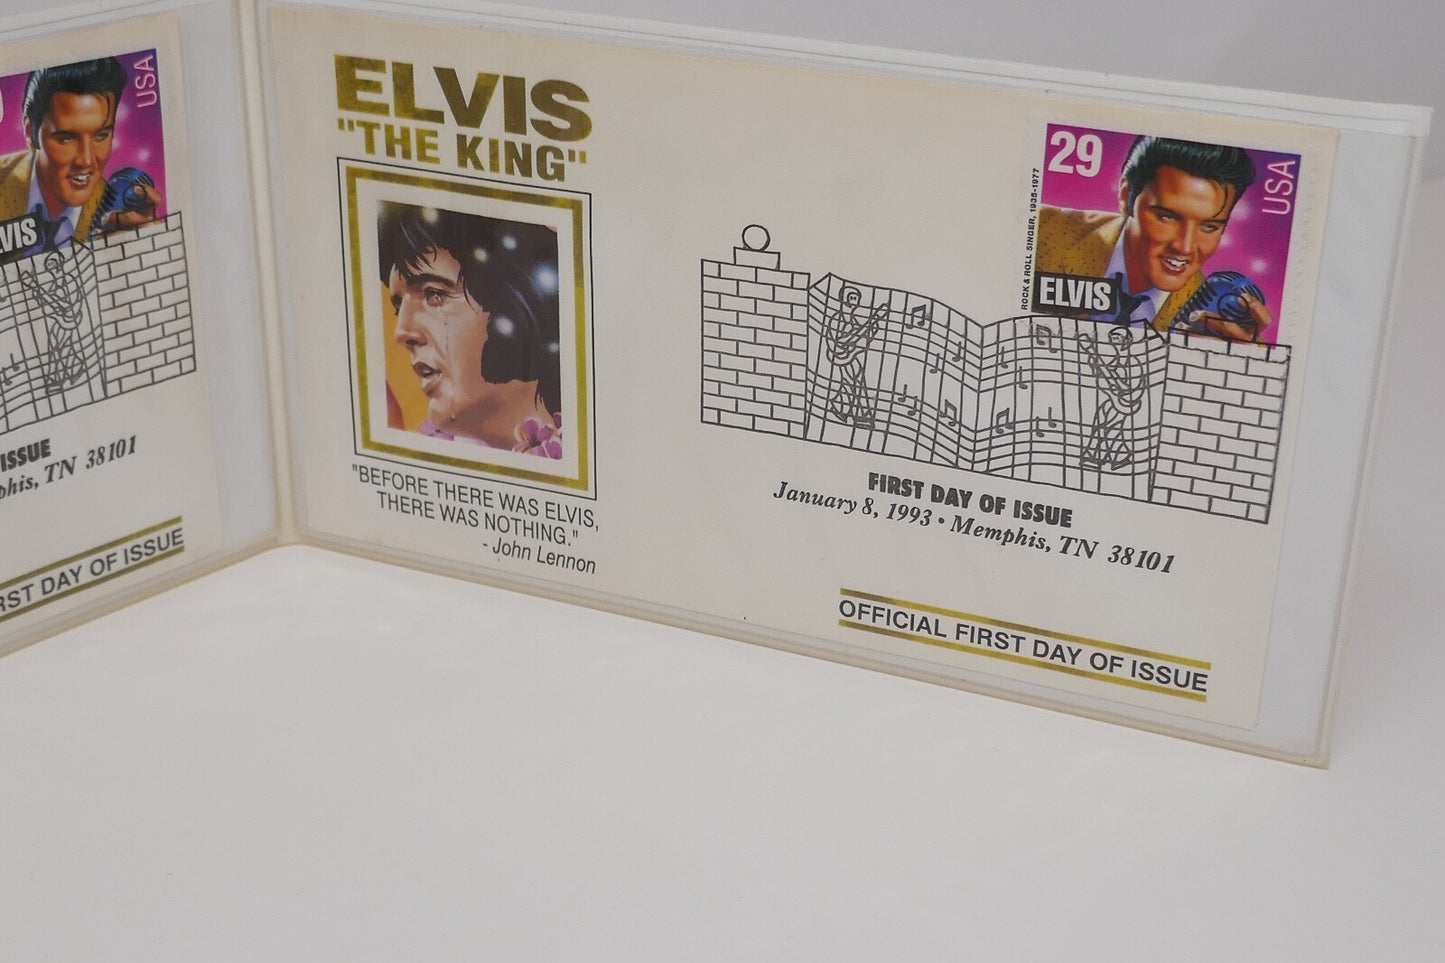 USA
ELVIS
ISSUE
TN 38101
FIRST DAY OF ISSUE
ELVIS
"THE KING"
"BEFORE THERE WAS ELVIS,
THERE WAS NOTHING."
- John Lennon
29
USA
ROCK & ROLL SINGER, 1935-1977
ELVIS
FIRST DAY OF ISSUE
January 8, 1993 • Memphis, TN 38101
OFFICIAL FIRST DAY OF ISSUE